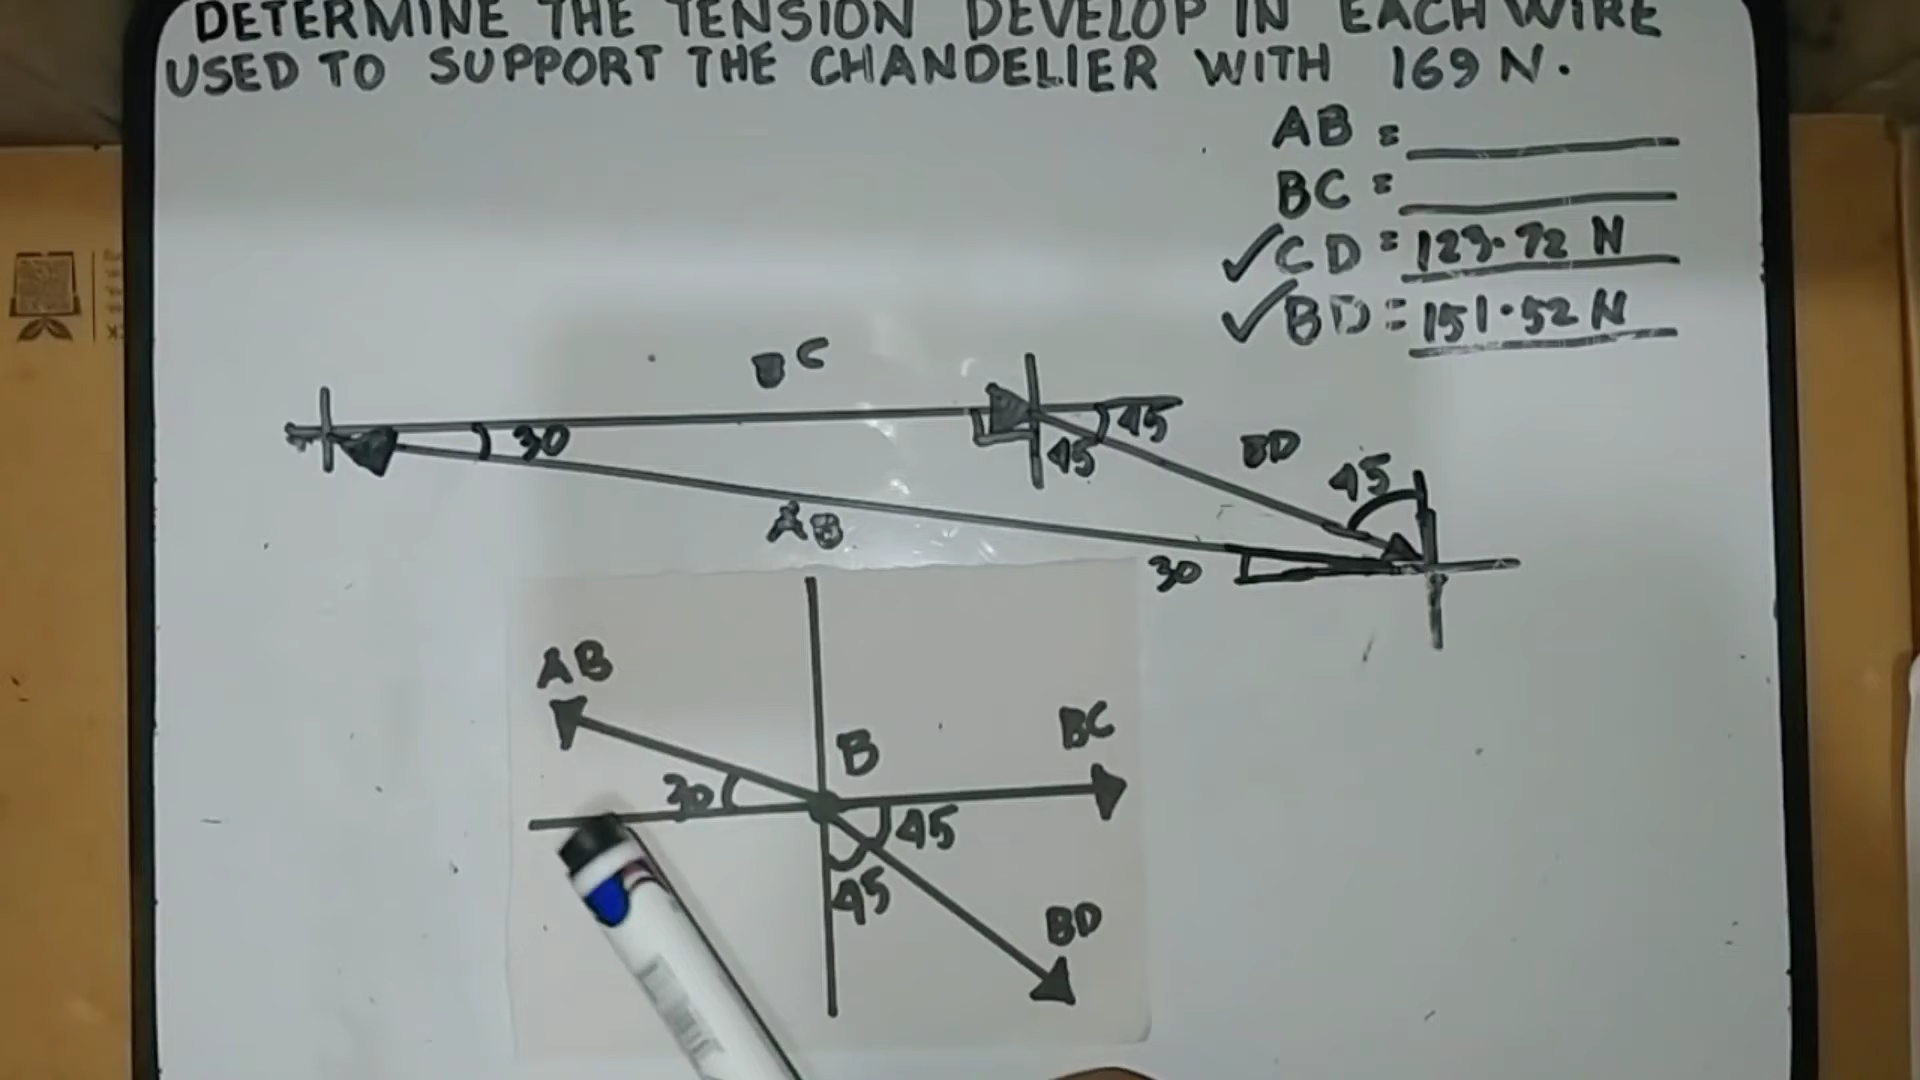 DETERMINE THE TENSION DEVELOP IN EACH WIRE
USED TO SUPPORT THE CHANDELIER WITH 169 N.
AB =
BC =
✓CD = 123.72 N
✓BD = 151.52 N
BC
30
45
45
BD
45
AB
30
AB
B
BC
30
45
45
BD